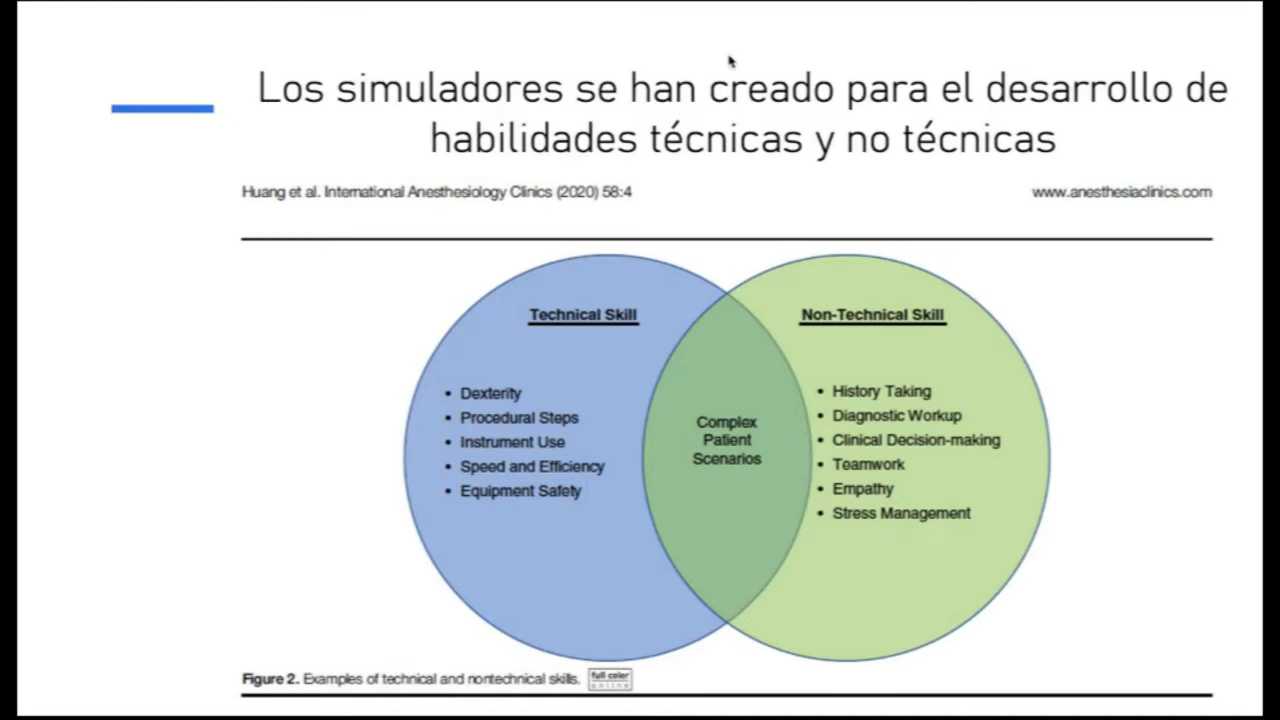 Los simuladores se han creado para el desarrollo de
habilidades técnicas y no técnicas
Huang et al. International Anesthesiology Clinics (2020) 58:4
www.anesthesiaclinics.com
Technical Skill
• Dexterity
• Procedural Steps
• Instrument Use
• Speed and Efficiency
• Equipment Safety
Complex
Patient
Scenarios
Non-Technical Skill
• History Taking
• Diagnostic Workup
• Clinical Decision-making
• Teamwork
• Empathy
• Stress Management
Figure 2. Examples of technical and nontechnical skills.
full color
online